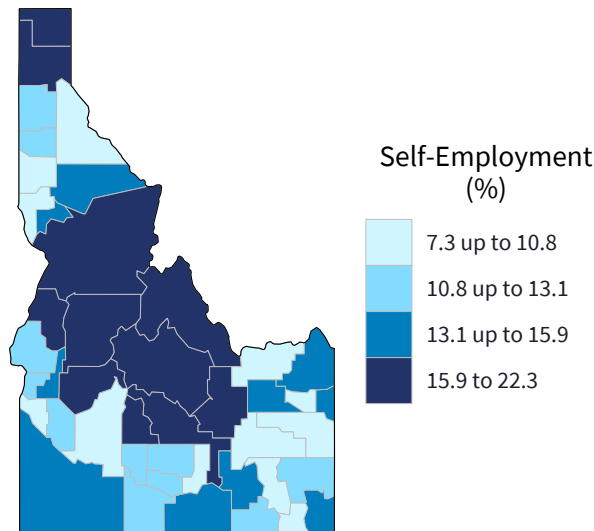 Self-Employment
(%)
7.3 up to 10.8
10.8 up to 13.1
13.1 up to 15.9
15.9 to 22.3